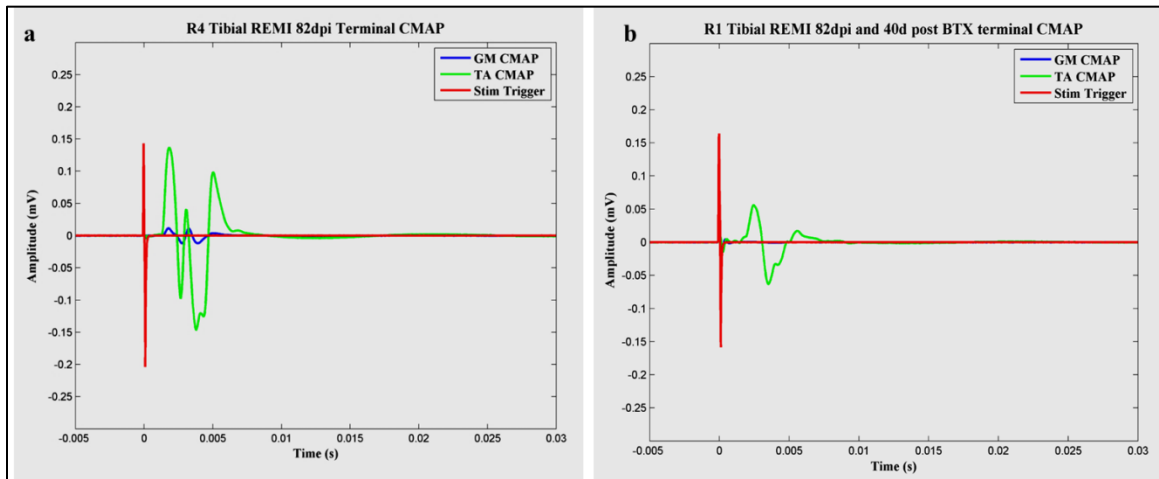 a
R4 Tibial REMI 82dpi Terminal CMAP
GM CMAP
TA CMAP
Stim Trigger
0.25
0.2
0.15
0.1
0.05
0
-0.05
-0.1
-0.15
-0.2
-0.25
Amplitude (mV)
-0.005 0 0.005 0.01 0.015 0.02 0.025 0.03
Time (s)
b
R1 Tibial REMI 82dpi and 40d post BTX terminal CMAP
GM CMAP
TA CMAP
Stim Trigger
0.25
0.2
0.15
0.1
0.05
0
-0.05
-0.1
-0.15
-0.2
-0.25
Amplitude (mV)
-0.005 0 0.005 0.01 0.015 0.02 0.025 0.03
Time (s)